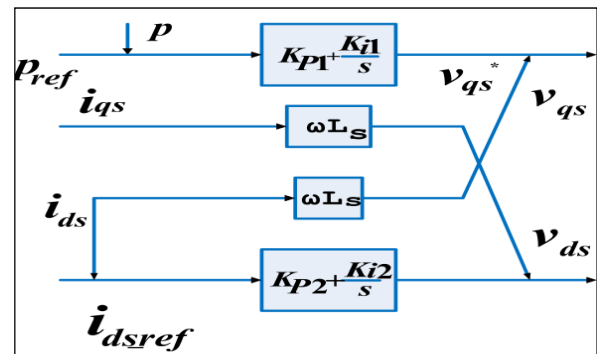 p
p_ref
K_P1+ K_i1/s
v_qs*
v_qs
i_qs
ωL_s
ωL_s
i_ds
v_ds
K_P2+ K_i2/s
i_dsref